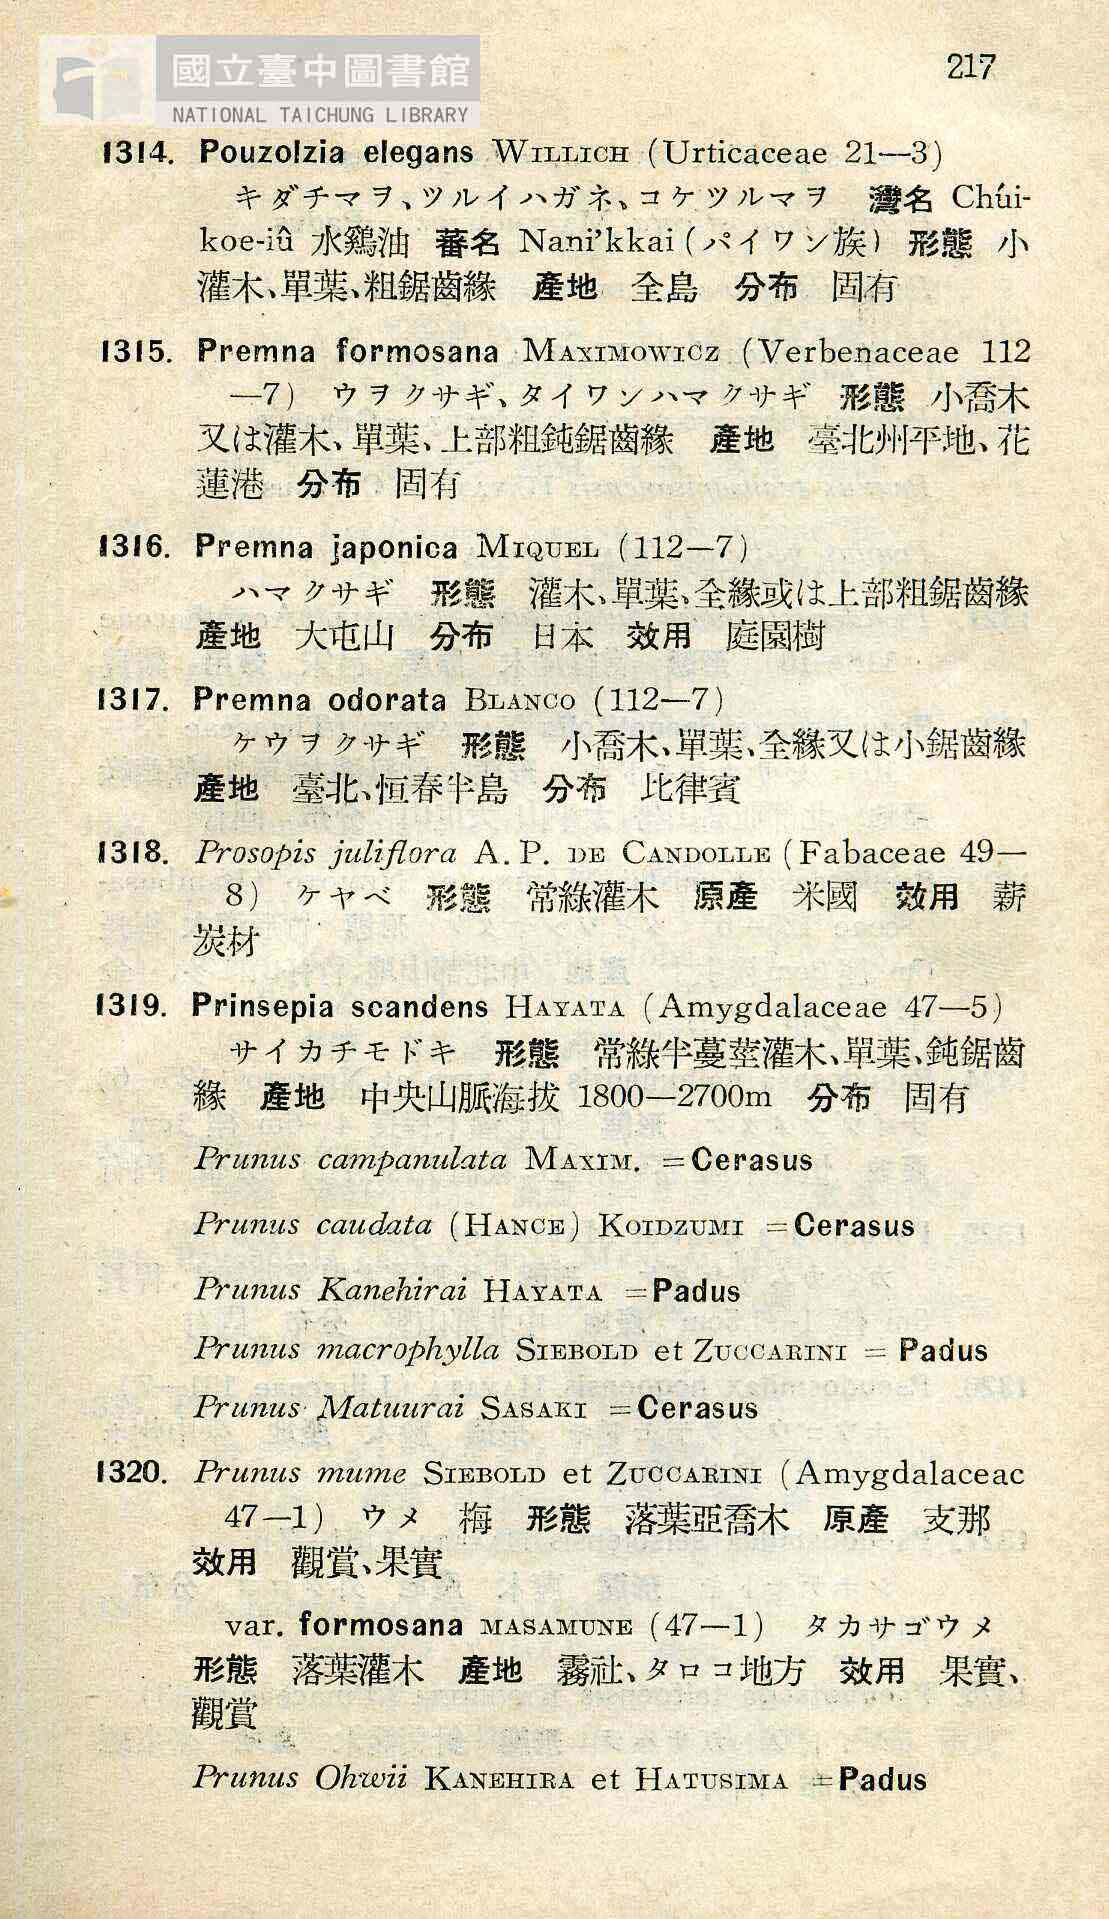 國立臺中圖書館
NATIONAL TAICHUNG LIBRARY
217
1314. Pouzolzia elegans WILLICH (Urticaceae 21—3)
キダチマヲ、ツルイハガネ、コケツルマヲ 灣名 Chúi-
koe-iû 水鷄油 蕃名 Nani'kkai (パイワン族) 形態 小
灌木、單葉、粗鋸齒緣 產地 全島 分布 固有
1315. Premna formosana MAXIMOWICZ (Verbenaceae 112
—7) ウヲクサギ、タイワンハマクサギ 形態 小喬木
又は灌木、單葉、上部粗鈍鋸齒緣 產地 臺北州平地、花
蓮港 分布 固有
1316. Premna japonica MIQUEL (112—7)
ハマクサギ 形態 灌木、單葉、全緣或は上部粗鋸齒緣
產地 大屯山 分布 日本 效用 庭園樹
1317. Premna odorata BLANCO (112—7)
ケウヲクサギ 形態 小喬木、單葉、全緣又は小鋸齒緣
產地 臺北、恒春半島 分布 比律賓
1318. Prosopis juliflora A. P. DE CANDOLLE (Fabaceae 49—
8) ケヤベ 形態 常綠灌木 原產 米國 效用 薪
炭材
1319. Prinsepia scandens HAYATA (Amygdalaceae 47—5)
サイカチモドキ 形態 常綠半蔓莖灌木、單葉、鈍鋸齒
緣 產地 中央山脈海拔 1800—2700m 分布 固有
Prunus campanulata MAXIM. =Cerasus
Prunus caudata (HANCE) KOIDZUMI =Cerasus
Prunus Kanehirai HAYATA =Padus
Prunus macrophylla SIEBOLD et ZUCCARINI = Padus
Prunus Matuurai SASAKI =Cerasus
1320. Prunus mume SIEBOLD et ZUCCARINI (Amygdalaceac
47—1) ウメ 梅 形態 落葉亞喬木 原產 支那
效用 觀賞、果實
var. formosana MASAMUNE (47—1) タカサゴウメ
形態 落葉灌木 產地 霧社、タロコ地方 效用 果實、
觀賞
Prunus Ohwii KANEHIRA et HATUSIMA =Padus